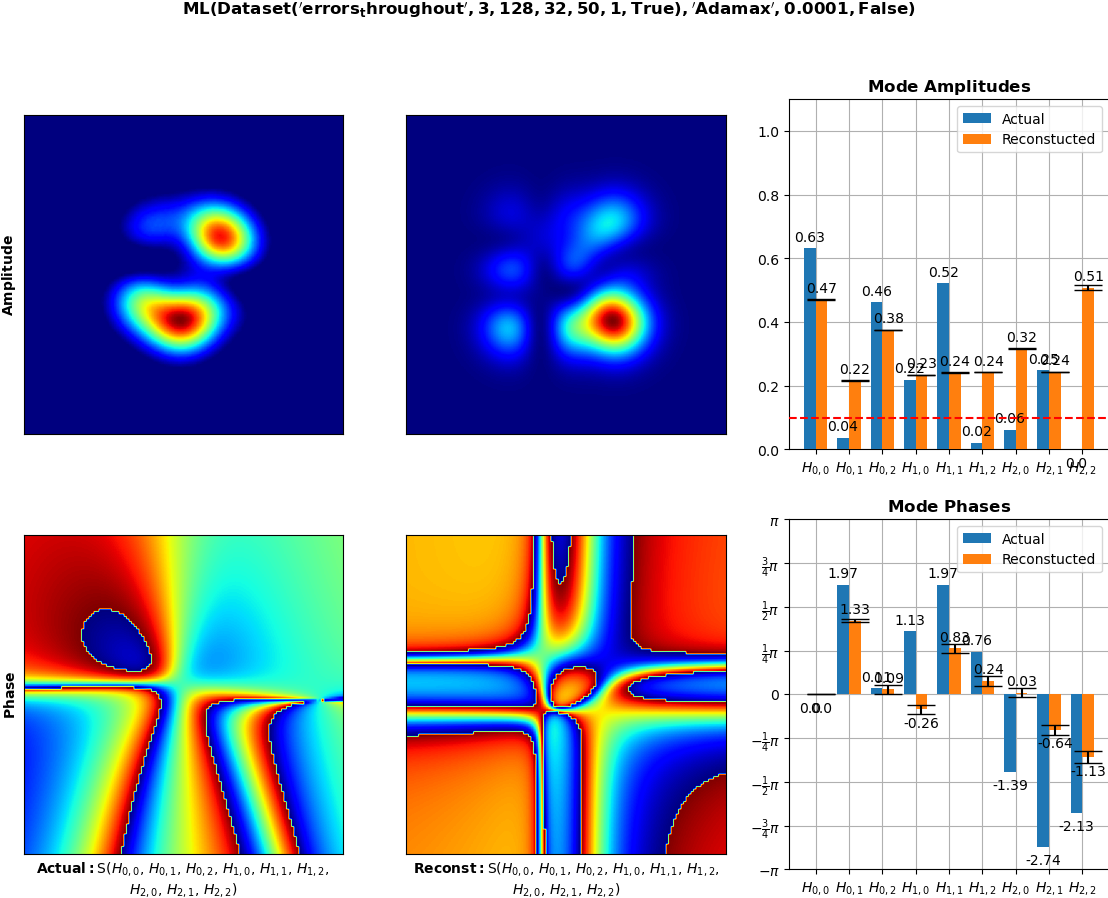 ML(Dataset('errors_throughout', 3, 128, 32, 50, 1, True), 'Adamax', 0.0001, False)
Amplitude
Mode Amplitudes
Actual
Reconstucted
1.0
0.8
0.6
0.4
0.2
0.0
0.63
0.47
0.22
0.04
0.46
0.38
0.22
0.23
0.52
0.24
0.24
0.02
0.32
0.06
0.25
0.24
0.51
0.0
H0,0 H0,1 H0,2 H1,0 H1,1 H1,2 H2,0 H2,1 H2,2
Phase
Mode Phases
Actual
Reconstucted
π
3/4π
1/2π
1/4π
0
−1/4π
−1/2π
−3/4π
−π
0.0
0.0
1.97
1.33
0.11
0.09
1.13
-0.26
1.97
0.83
0.76
0.24
0.03
-1.39
-0.64
-2.74
-1.13
-2.13
H0,0 H0,1 H0,2 H1,0 H1,1 H1,2 H2,0 H2,1 H2,2
Actual: S(H0,0, H0,1, H0,2, H1,0, H1,1, H1,2,
H2,0, H2,1, H2,2)
Reconst: S(H0,0, H0,1, H0,2, H1,0, H1,1, H1,2,
H2,0, H2,1, H2,2)